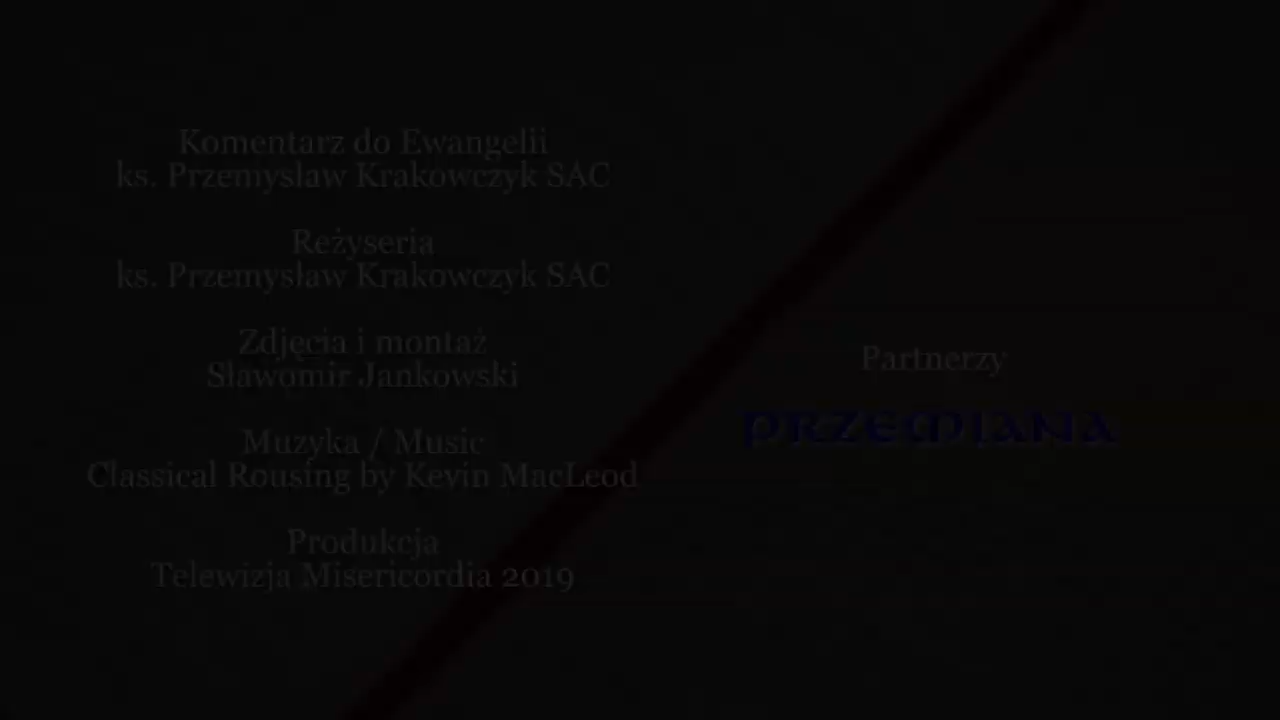 Komentarz do Ewangelii
ks. Przemysław Krakowczyk SAC
Reżyseria
ks. Przemysław Krakowczyk SAC
Zdjęcia i montaż
Sławomir Jankowski
Muzyka / Music
Classical Rousing by Kevin MacLeod
Produkcja
Telewizja Misericordia 2019
Partnerzy
PRZEMIANA